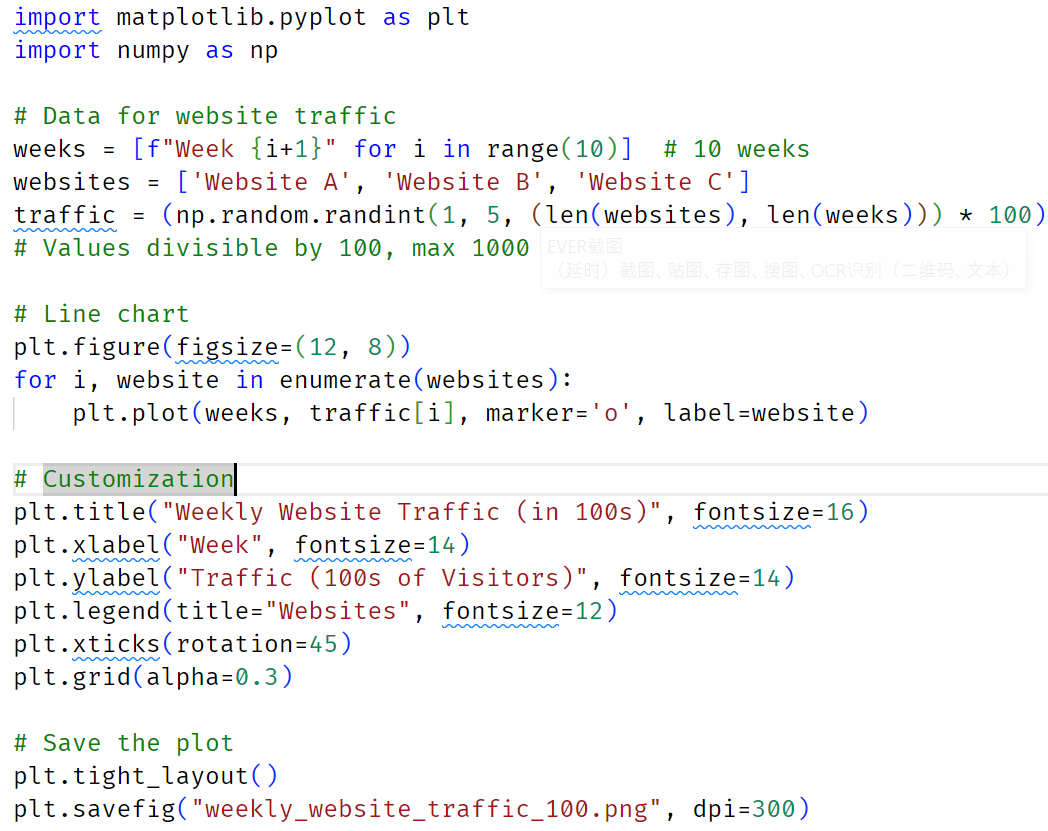 import matplotlib.pyplot as plt
import numpy as np
# Data for website traffic
weeks = [f"Week {i+1}" for i in range(10)]  # 10 weeks
websites = ['Website A', 'Website B', 'Website C']
traffic = (np.random.randint(1, 5, (len(websites), len(weeks))) * 100)
# Values divisible by 100, max 1000
EVER截图
（延时）截图、贴图、存图、搜图、OCR识别（二维码、文本）
# Line chart
plt.figure(figsize=(12, 8))
for i, website in enumerate(websites):
    plt.plot(weeks, traffic[i], marker='o', label=website)
# Customization
plt.title("Weekly Website Traffic (in 100s)", fontsize=16)
plt.xlabel("Week", fontsize=14)
plt.ylabel("Traffic (100s of Visitors)", fontsize=14)
plt.legend(title="Websites", fontsize=12)
plt.xticks(rotation=45)
plt.grid(alpha=0.3)
# Save the plot
plt.tight_layout()
plt.savefig("weekly_website_traffic_100.png", dpi=300)